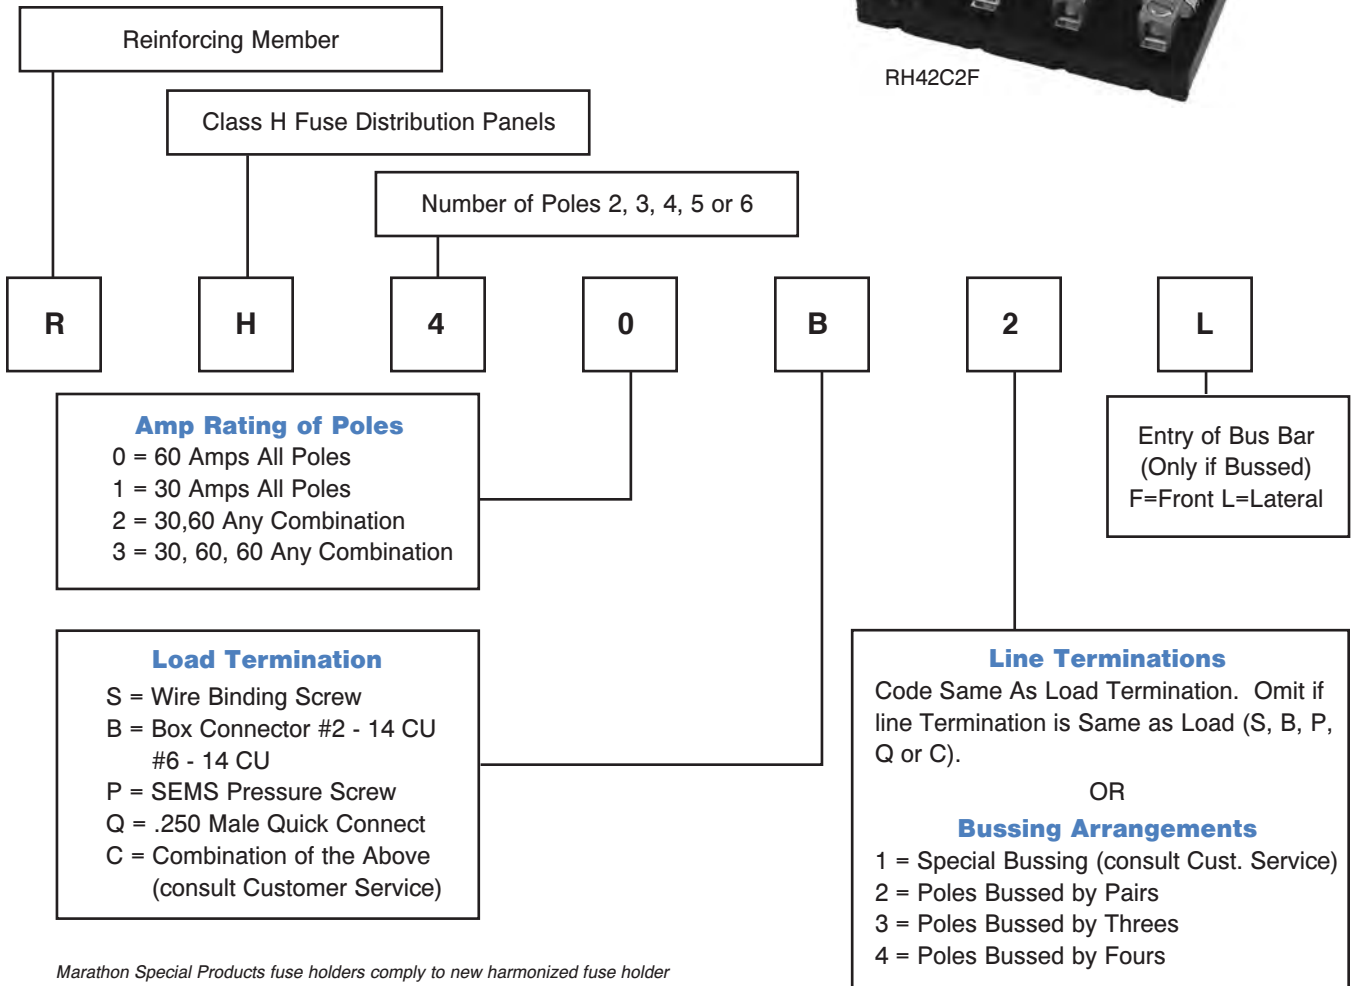 Reinforcing Member
RH42C2F
Class H Fuse Distribution Panels
Number of Poles 2, 3, 4, 5 or 6
R H 4 0 B 2 L
Amp Rating of Poles
0 = 60 Amps All Poles
1 = 30 Amps All Poles
2 = 30,60 Any Combination
3 = 30, 60, 60 Any Combination
Entry of Bus Bar
(Only if Bussed)
F=Front L=Lateral
Load Termination
S = Wire Binding Screw
B = Box Connector #2 - 14 CU
#6 - 14 CU
P = SEMS Pressure Screw
Q = .250 Male Quick Connect
C = Combination of the Above
(consult Customer Service)
Line Terminations
Code Same As Load Termination. Omit if
line Termination is Same as Load (S, B, P,
Q or C).
OR
Bussing Arrangements
1 = Special Bussing (consult Cust. Service)
2 = Poles Bussed by Pairs
3 = Poles Bussed by Threes
4 = Poles Bussed by Fours
Marathon Special Products fuse holders comply to new harmonized fuse holder